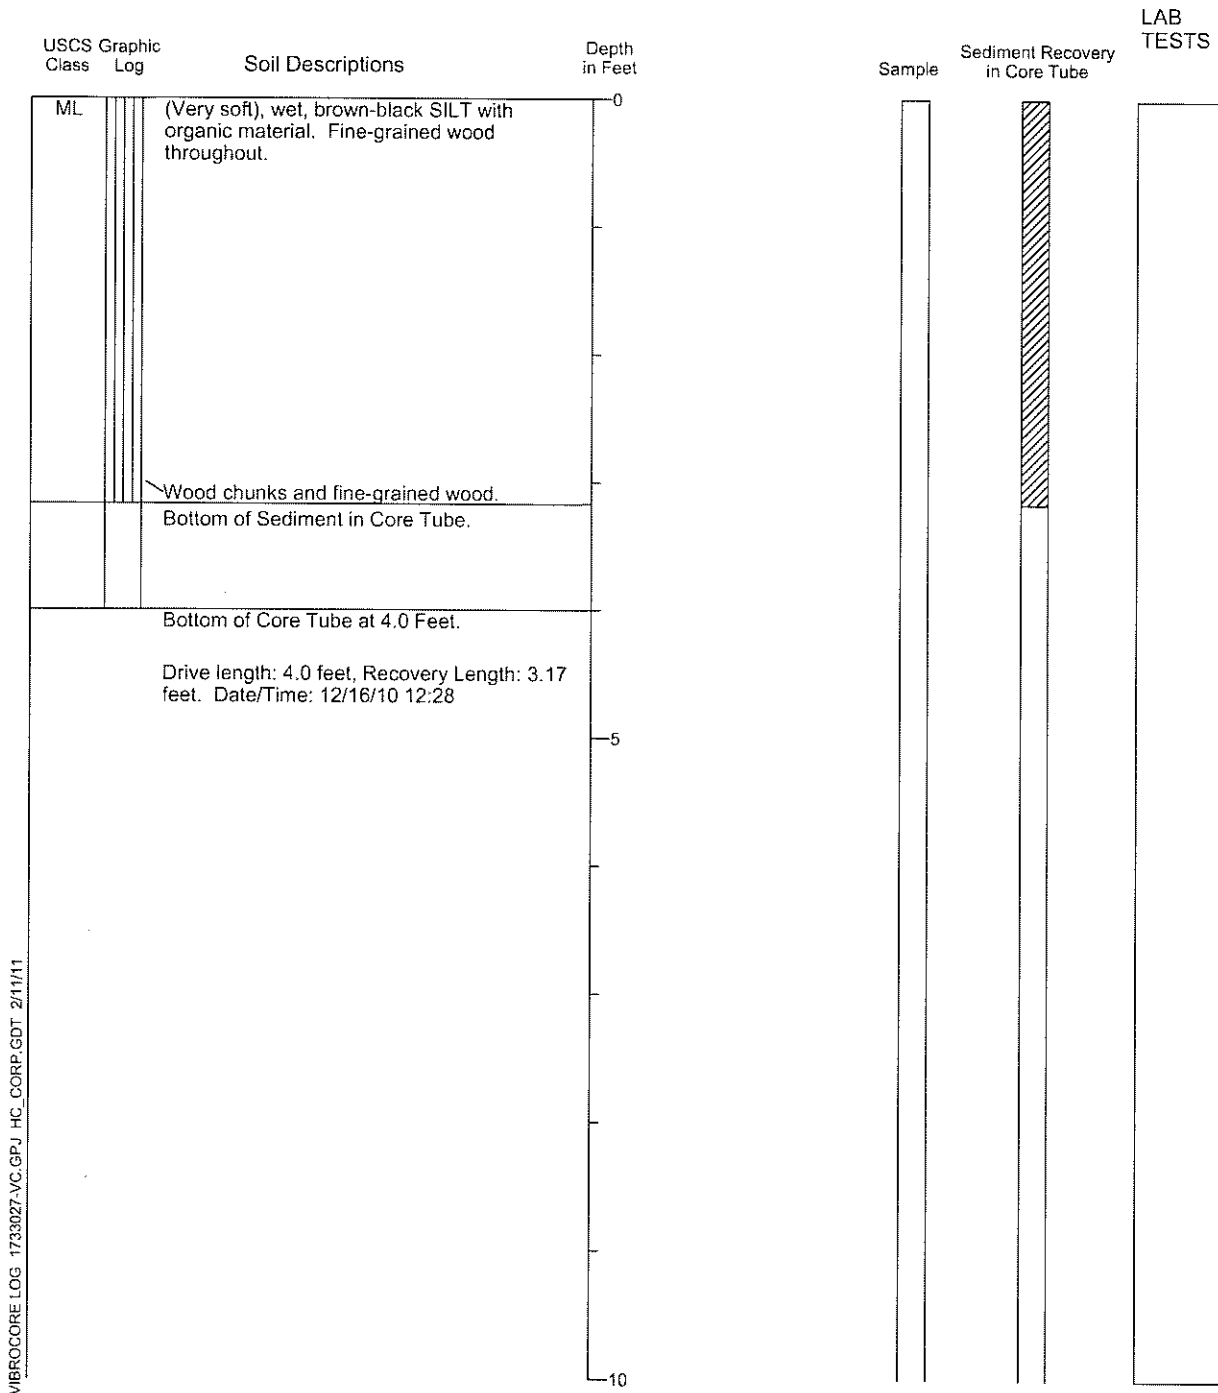 LAB
TESTS
USCS Graphic
Class Log
Soil Descriptions
Depth
in Feet
Sample
Sediment Recovery
in Core Tube
ML
(Very soft), wet, brown-black SILT with
organic material. Fine-grained wood
throughout.
0
Wood chunks and fine-grained wood.
Bottom of Sediment in Core Tube.
Bottom of Core Tube at 4.0 Feet.
Drive length: 4.0 feet, Recovery Length: 3.17
feet. Date/Time: 12/16/10 12:28
5
10
VIBROCORE LOG 1733027-VC.GPJ HC_CORP.GDT 2/11/11